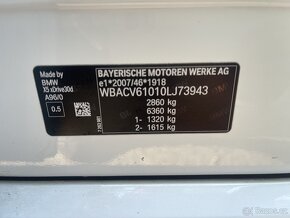 Manufactured by
BMW
X5 xDrive30d
A96/0
0.5
BAYERISCHE MOTOREN WERKE AG
e1*2007/46*1918
WBACV61010LJ73943
2860 kg
6360 kg
1- 1320 kg
2- 1615 kg